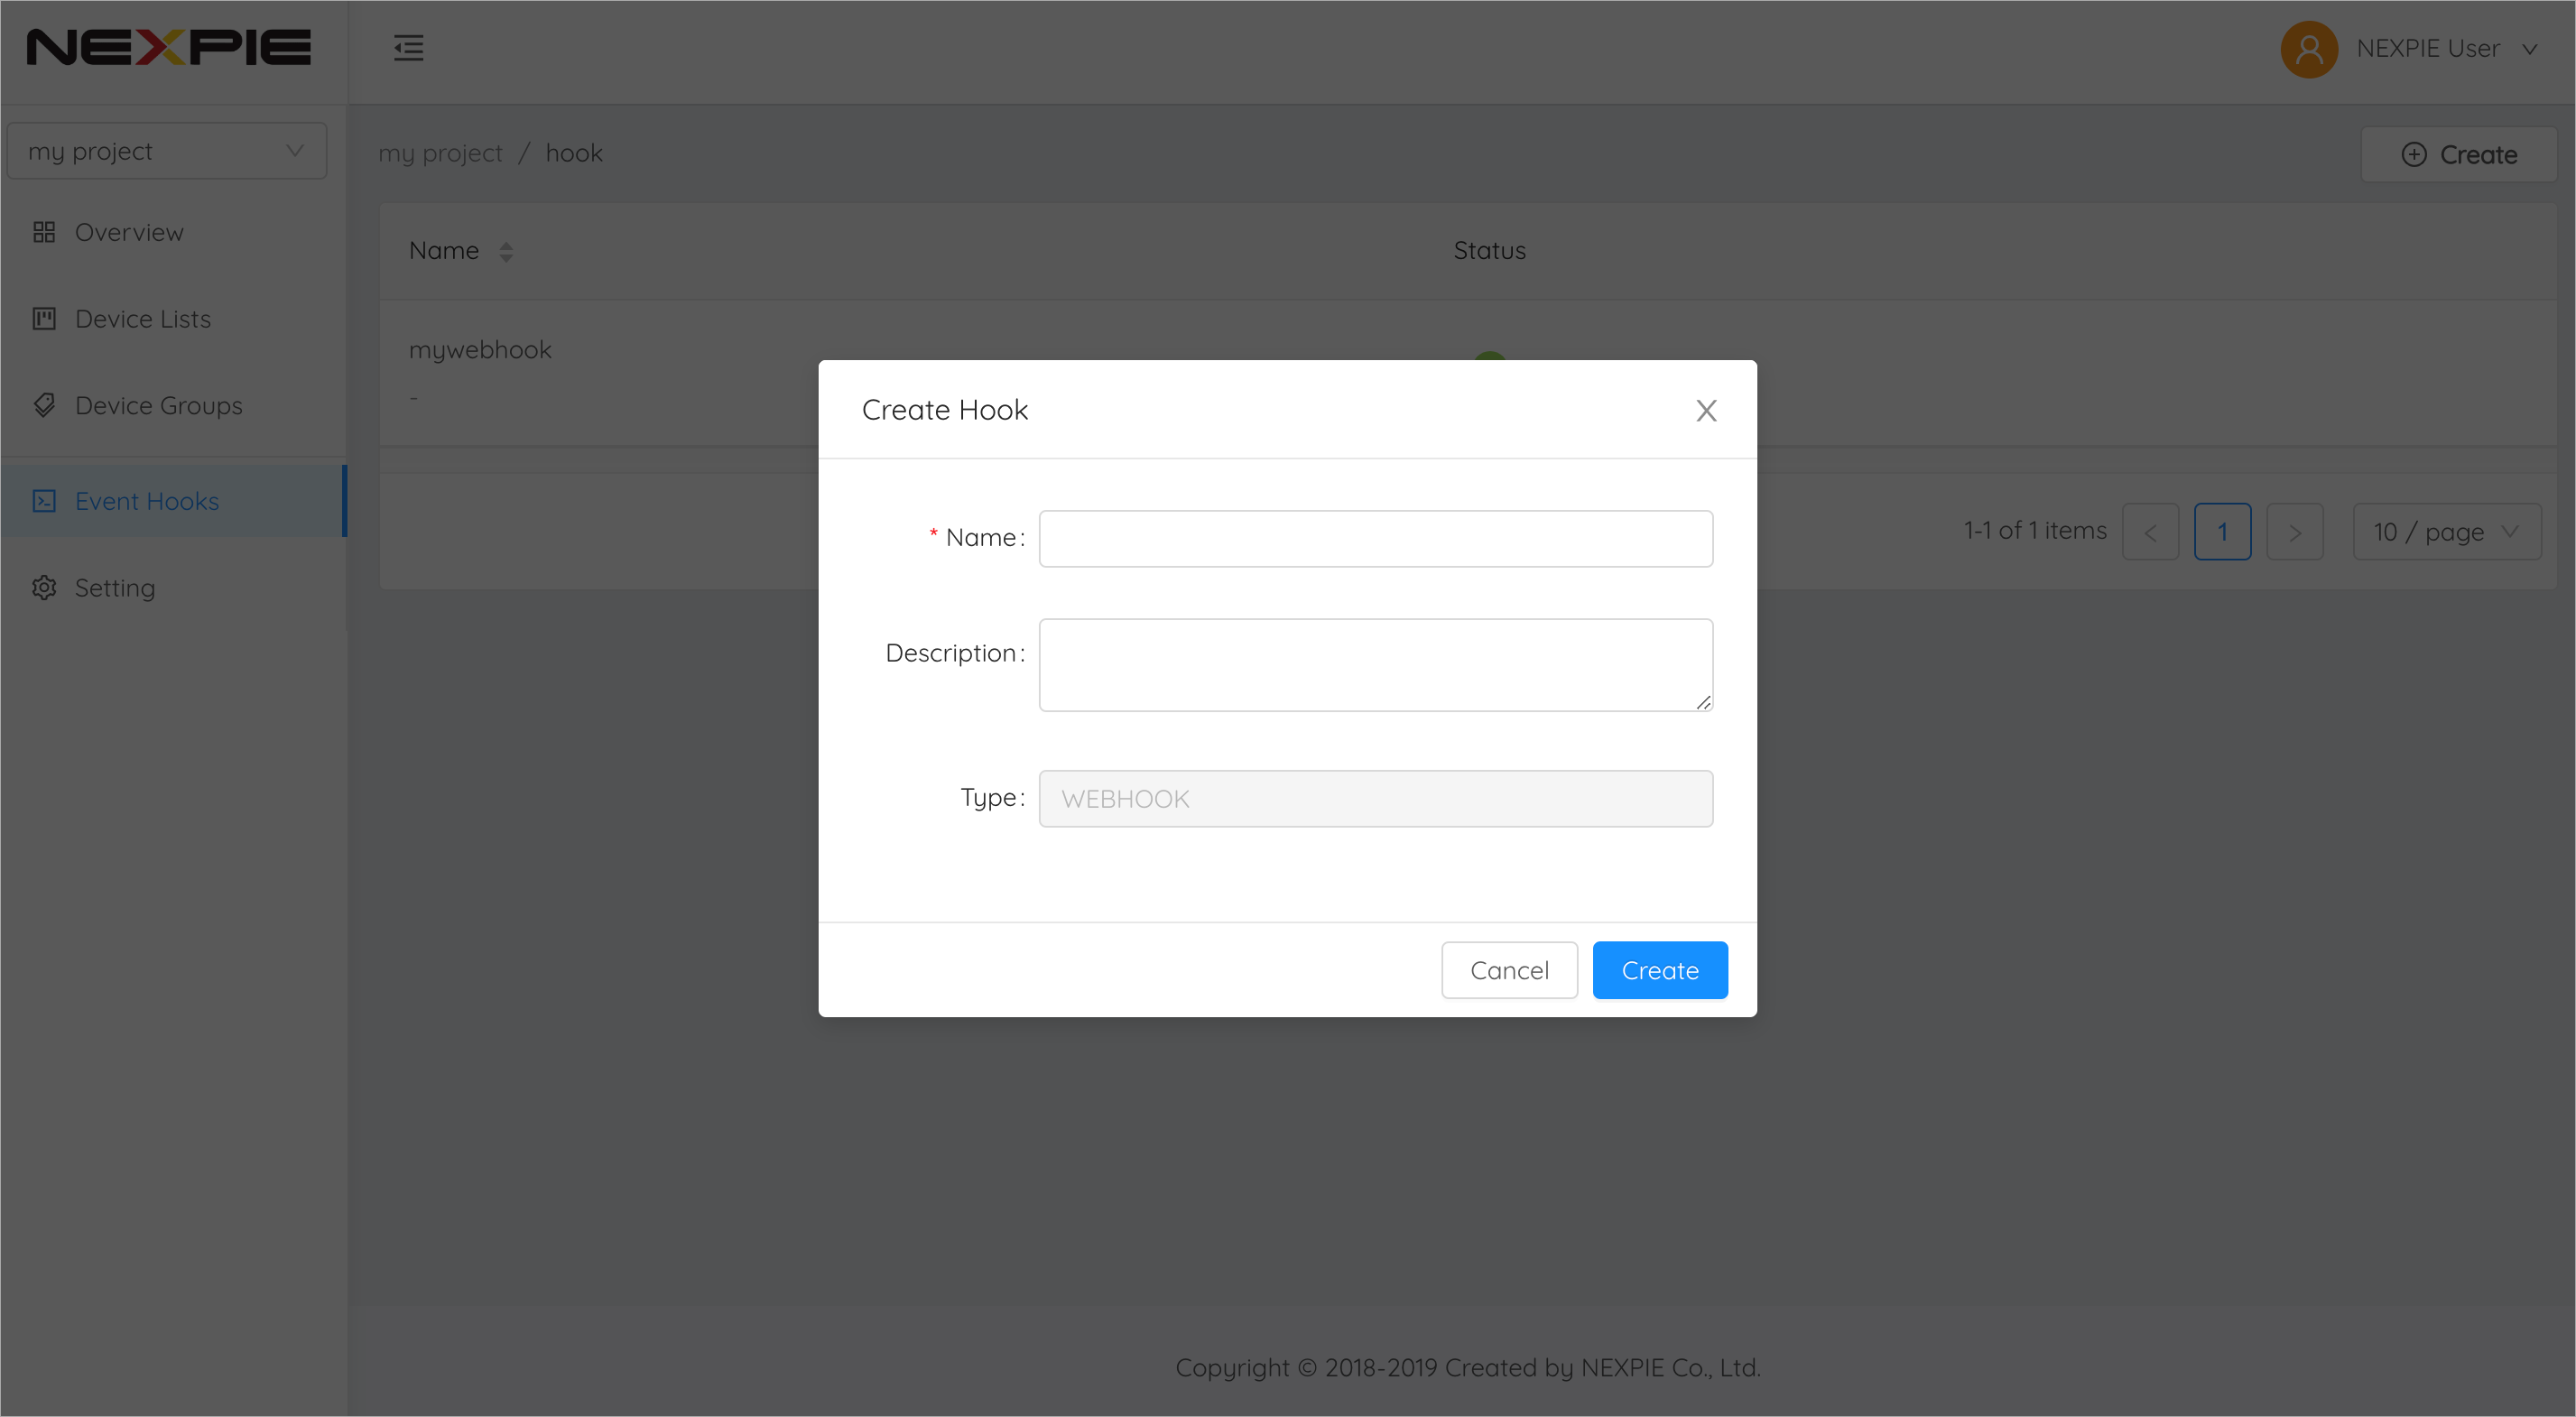 NEXPIE
NEXPIE User
my project
my project / hook
Create
Overview
Device Lists
Device Groups
Event Hooks
Setting
Name
Status
mywebhook
-
1-1 of 1 items
<
1
>
10 / page
Create Hook
X
* Name:
Description:
Type:
WEBHOOK
Cancel
Create
Copyright © 2018-2019 Created by NEXPIE Co., Ltd.